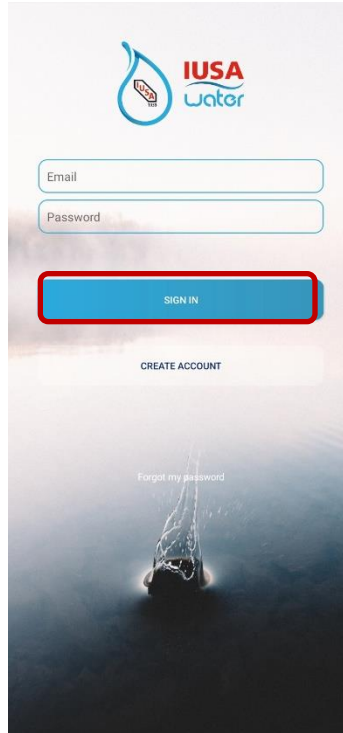 IUSA
water
IUSA
Email
Password
SIGN IN
CREATE ACCOUNT
Forgot my password